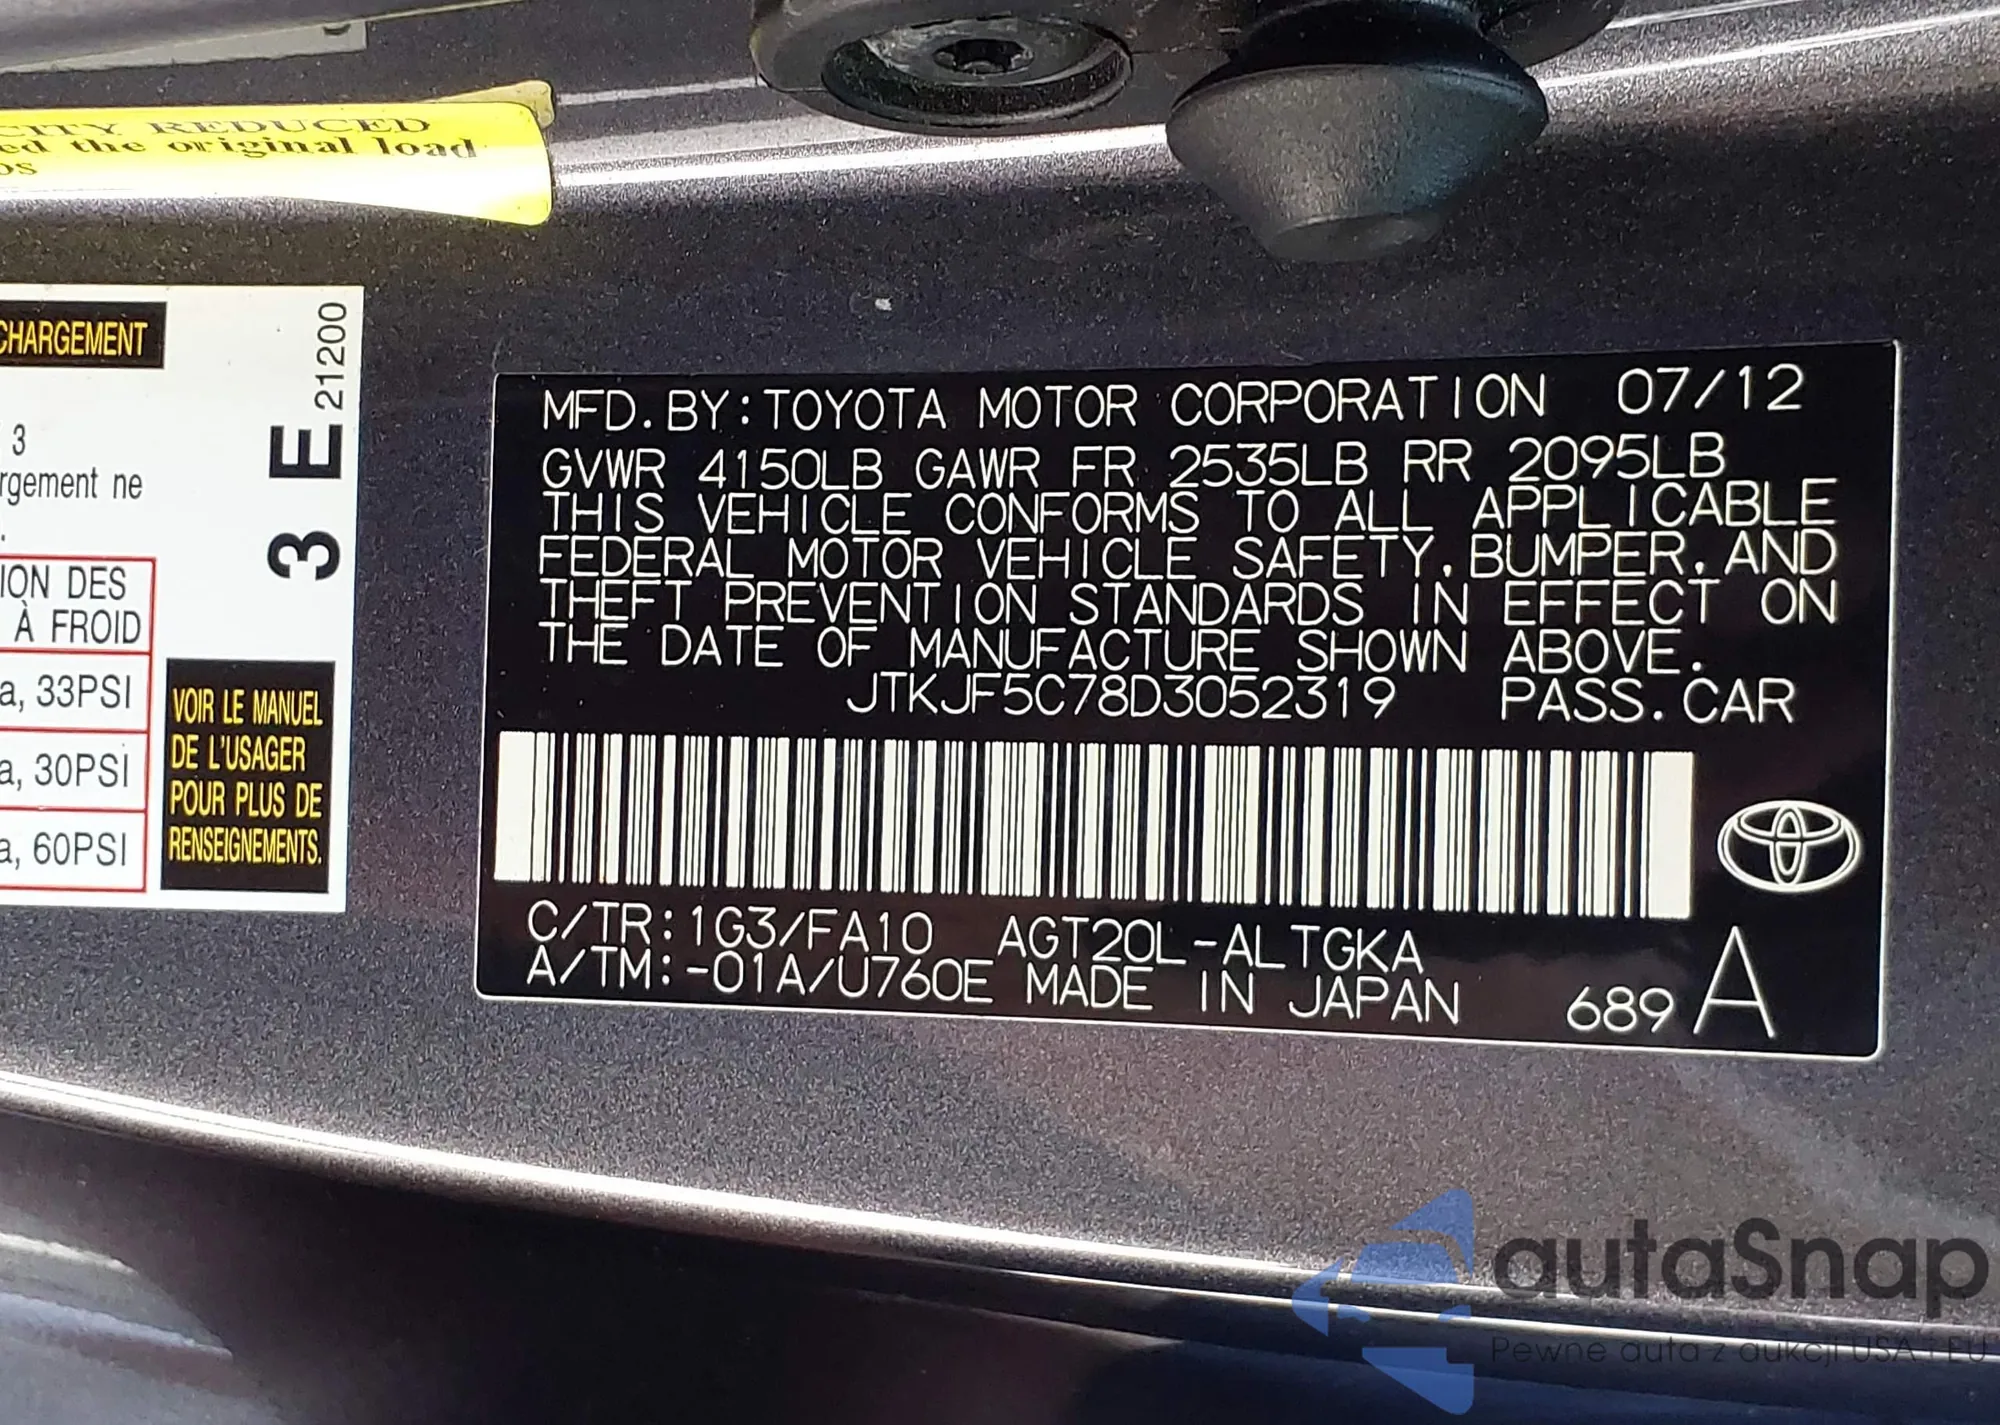 CITY REDUCED
ed the original load
os
CHARGEMENT
3
rgement ne
.
ION DES
À FROID
a, 33PSI
a, 30PSI
a, 60PSI
3 E 21200
VOIR LE MANUEL
DE L'USAGER
POUR PLUS DE
RENSEIGNEMENTS.
MFD. BY: TOYOTA MOTOR CORPORATION 07/12
GVWR 4150LB GAWR FR 2535LB RR 2095LB
THIS VEHICLE CONFORMS TO ALL APPLICABLE
FEDERAL MOTOR VEHICLE SAFETY, BUMPER, AND
THEFT PREVENTION STANDARDS IN EFFECT ON
THE DATE OF MANUFACTURE SHOWN ABOVE.
JTKJF5C78D3052319 PASS. CAR
C/TR: 1G3/FA10 AGT20L-ALTGKA
A/TM: -01A/U760E MADE IN JAPAN 689 A
autaSnap
Pewne auta z aukcji USA i EU